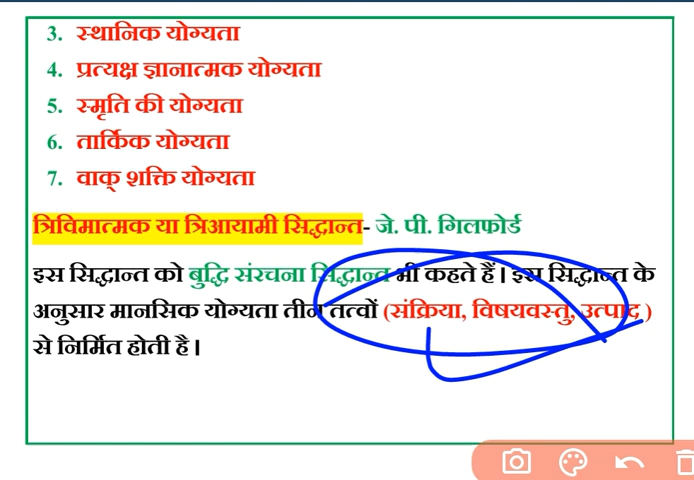 3. स्थानिक योग्यता
4. प्रत्यक्ष ज्ञानात्मक योग्यता
5. स्मृति की योग्यता
6. तार्किक योग्यता
7. वाक् शक्ति योग्यता
त्रिविमात्मक या त्रिआयामी सिद्धान्त- जे. पी. गिलफोर्ड
इस सिद्धान्त को बुद्धि संरचना सिद्धान्त भी कहते हैं। इस सिद्धान्त के
अनुसार मानसिक योग्यता तीन तत्वों (संक्रिया, विषयवस्तु, उत्पाद )
से निर्मित होती है।